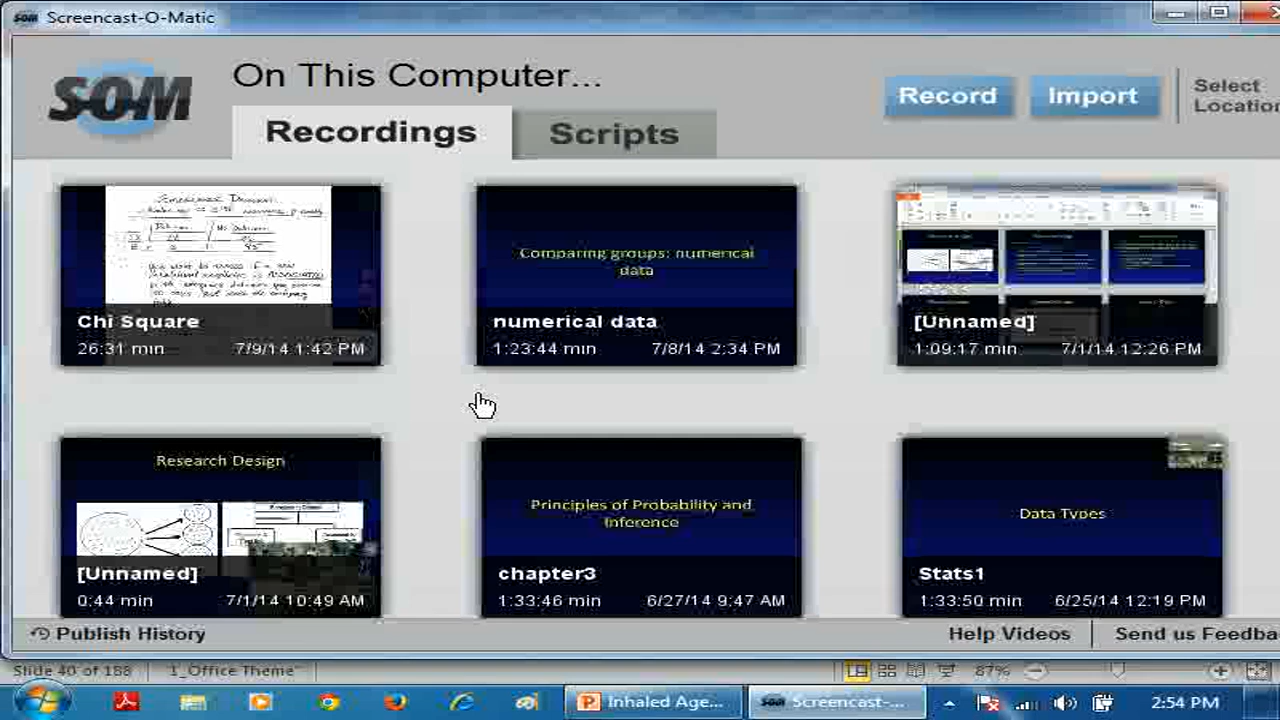 Screencast-O-Matic
SOM
On This Computer...
Record
Import
Select
Location
Recordings
Scripts
Chi Square
26:31 min 7/9/14 1:42 PM
Comparing groups: numerical
data
numerical data
1:23:44 min 7/8/14 2:34 PM
[Unnamed]
1:09:17 min 7/1/14 12:26 PM
Research Design
[Unnamed]
0:44 min 7/1/14 10:49 AM
Principles of Probability and
Inference
chapter3
1:33:46 min 6/27/14 9:47 AM
Data Types
Stats1
1:33:50 min 6/25/14 12:19 PM
Publish History
Help Videos
Send us Feedba
Slide 40 of 188
1_Office Theme"
87%
Inhaled Age...
Screencast-...
2:54 PM